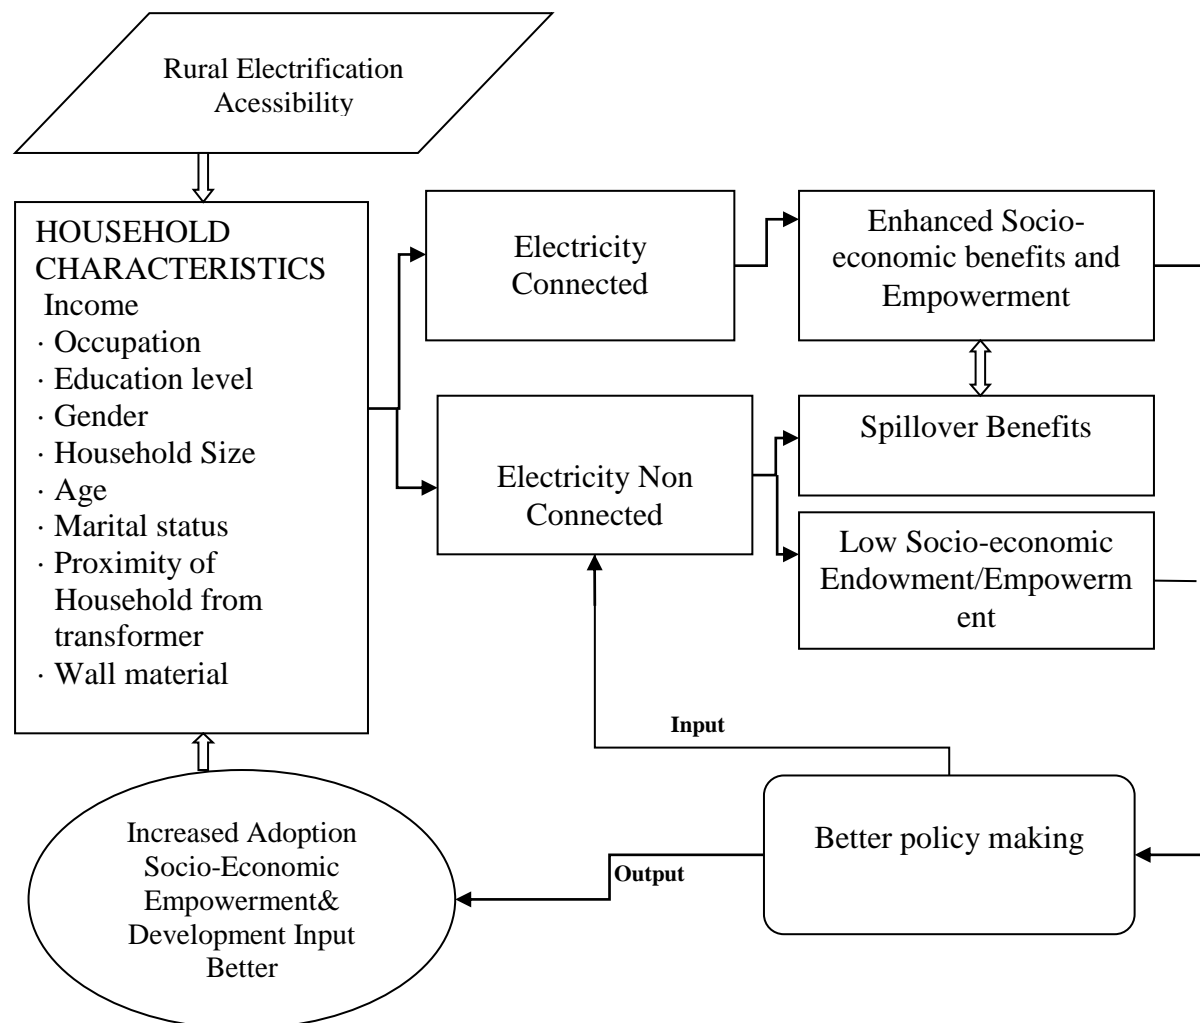 Rural Electrification
Acessibility
HOUSEHOLD
CHARACTERISTICS
Income
· Occupation
· Education level
· Gender
· Household Size
· Age
· Marital status
· Proximity of
Household from
transformer
· Wall material
Electricity
Connected
Enhanced Socio-
economic benefits and
Empowerment
Electricity Non
Connected
Spillover Benefits
Low Socio-economic
Endowment/Empowerm
ent
Input
Better policy making
Output
Increased Adoption
Socio-Economic
Empowerment&
Development Input
Better